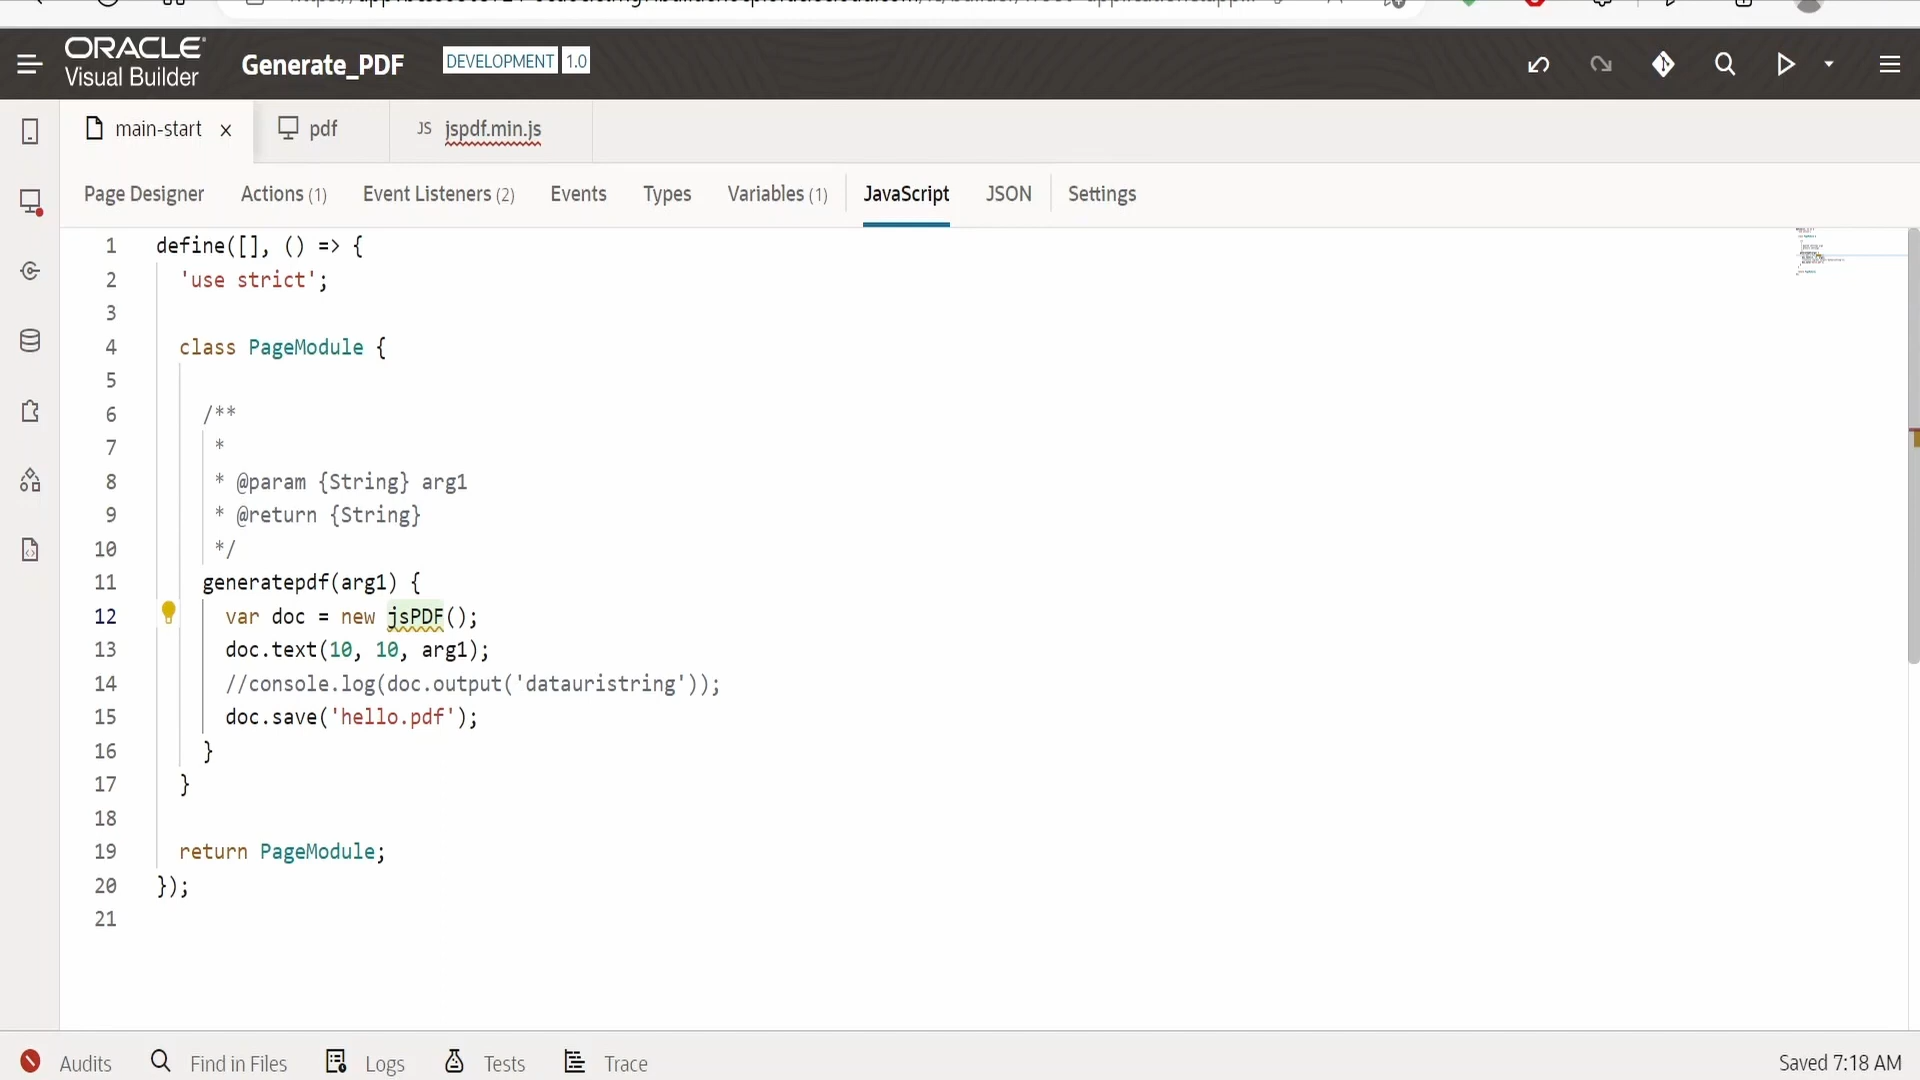 ORACLE
Visual Builder
Generate_PDF
DEVELOPMENT 1.0
main-start
pdf
JS jspdf.min.js
Page Designer
Actions (1)
Event Listeners (2)
Events
Types
Variables (1)
JavaScript
JSON
Settings
1 define([], () => {
2 'use strict';
3
4 class PageModule {
5
6 /**
7 *
8 * @param {String} arg1
9 * @return {String}
10 */
11 generatepdf(arg1) {
12 var doc = new jsPDF();
13 doc.text(10, 10, arg1);
14 //console.log(doc.output('datauristring'));
15 doc.save('hello.pdf');
16 }
17 }
18
19 return PageModule;
20 });
21
Audits
Find in Files
Logs
Tests
Trace
Saved 7:18 AM